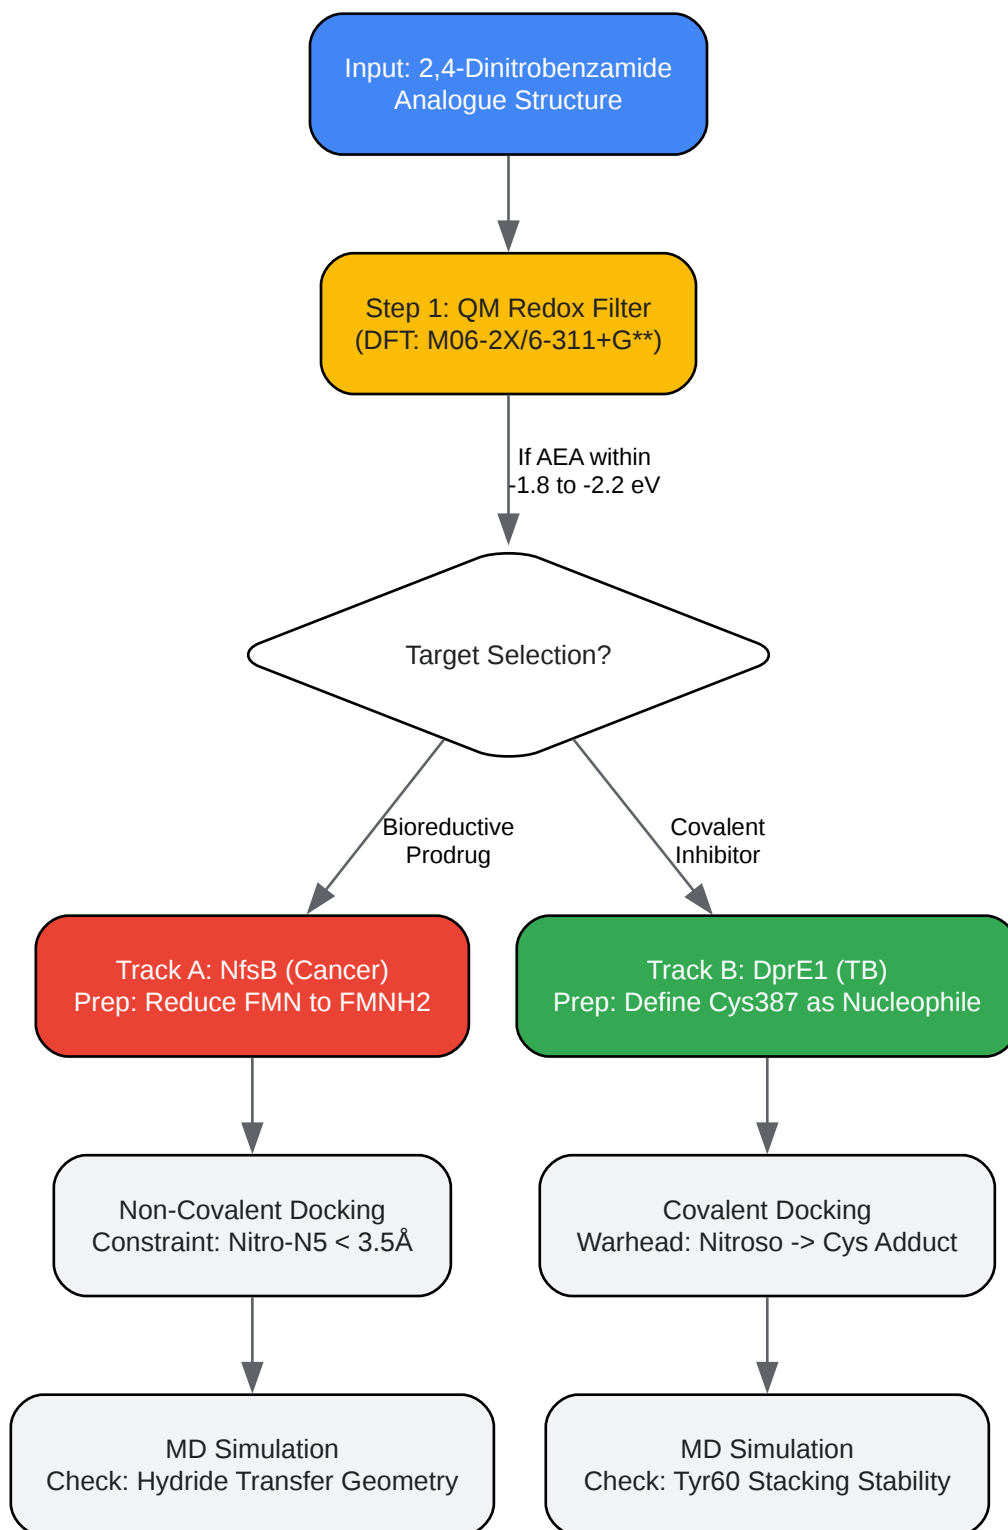 Input: 2,4-Dinitrobenzamide
Analogue Structure
Step 1: QM Redox Filter
(DFT: M06-2X/6-311+G**)
If AEA within
-1.8 to -2.2 eV
Target Selection?
Bioreductive
Prodrug
Covalent
Inhibitor
Track A: NfsB (Cancer)
Prep: Reduce FMN to FMNH2
Track B: DprE1 (TB)
Prep: Define Cys387 as Nucleophile
Non-Covalent Docking
Constraint: Nitro-N5 < 3.5Å
Covalent Docking
Warhead: Nitroso -> Cys Adduct
MD Simulation
Check: Hydride Transfer Geometry
MD Simulation
Check: Tyr60 Stacking Stability